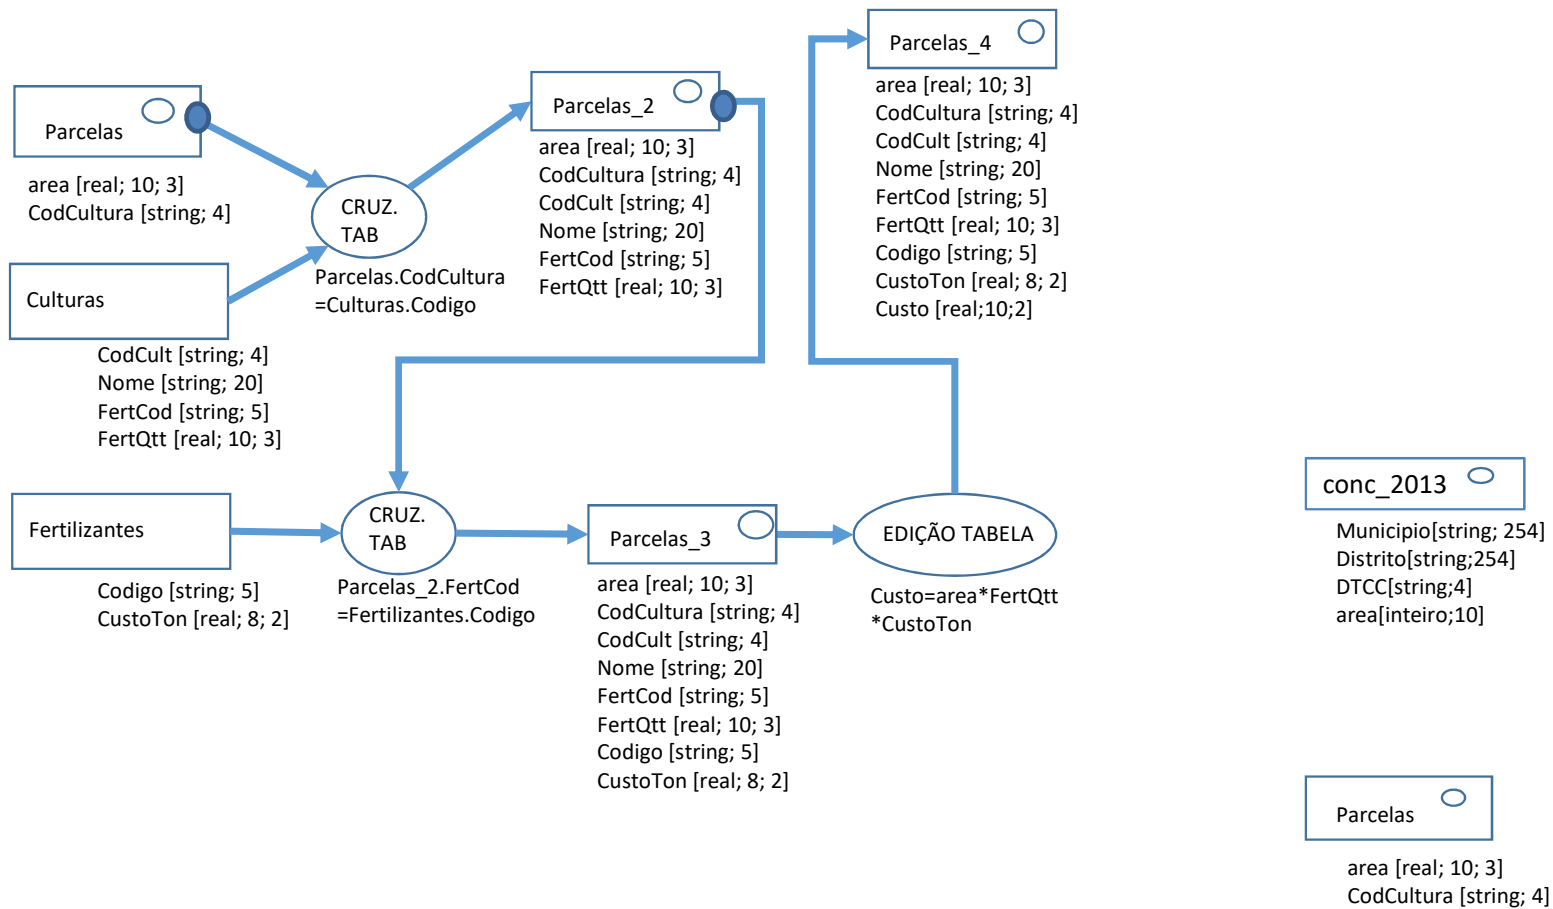 Parcelas
area [real; 10; 3]
CodCultura [string; 4]
Culturas
CodCult [string; 4]
Nome [string; 20]
FertCod [string; 5]
FertQtt [real; 10; 3]
CRUZ.
TAB
Parcelas.CodCultura
=Culturas.Codigo
Parcelas_2
area [real; 10; 3]
CodCultura [string; 4]
CodCult [string; 4]
Nome [string; 20]
FertCod [string; 5]
FertQtt [real; 10; 3]
Parcelas_4
area [real; 10; 3]
CodCultura [string; 4]
CodCult [string; 4]
Nome [string; 20]
FertCod [string; 5]
FertQtt [real; 10; 3]
Codigo [string; 5]
CustoTon [real; 8; 2]
Custo [real;10;2]
Fertilizantes
Codigo [string; 5]
CustoTon [real; 8; 2]
CRUZ.
TAB
Parcelas_2.FertCod
=Fertilizantes.Codigo
Parcelas_3
area [real; 10; 3]
CodCultura [string; 4]
CodCult [string; 4]
Nome [string; 20]
FertCod [string; 5]
FertQtt [real; 10; 3]
Codigo [string; 5]
CustoTon [real; 8; 2]
EDIÇÃO TABELA
Custo=area*FertQtt
*CustoTon
conc_2013
Municipio[string; 254]
Distrito[string;254]
DTCC[string;4]
area[inteiro;10]
Parcelas
area [real; 10; 3]
CodCultura [string; 4]